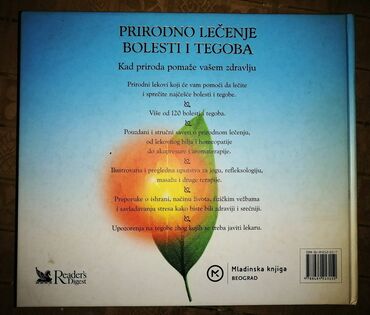 PRIRODNO LEČENJE
BOLESTI I TEGOBA
Kad priroda pomaže vašem zdravlju
Prirodni lekovi koji će vam pomoći da lečite
i sprečite najčešće bolesti i tegobe.
Više od 120 bolesti i tegoba.
Pouzdani i stručni saveti o prirodnom lečenju,
od lekovitog bilja i homeopatije
do akupresure i aromaterapije.
Ilustrovana i pregledna uputstva za jogu, refleksologiju,
masažu i druge terapije.
Preporuke o ishrani, načinu života, fizičkim vežbama
i savladavanju stresa kako biste bili zdraviji i srećniji.
Upozorenja na tegobe zbog kojih se treba javiti lekaru.
Reader's
Digest
Mladinska knjiga
BEOGRAD